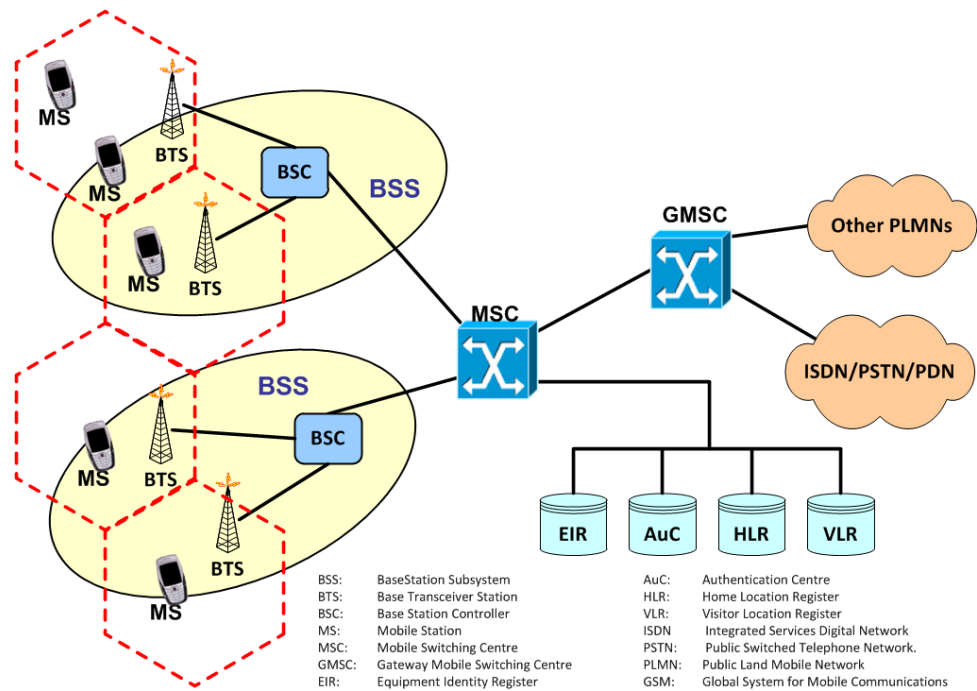 MS
BTS
MS
BSC
BSS
MS
BTS
GMSC
Other PLMNs
MSC
ISDN/PSTN/PDN
BSS
BSC
MS
BTS
BTS
MS
EIR
AuC
HLR
VLR
BSS: BaseStation Subsystem
BTS: Base Transceiver Station
BSC: Base Station Controller
MS: Mobile Station
MSC: Mobile Switching Centre
GMSC: Gateway Mobile Switching Centre
EIR: Equipment Identity Register
AuC: Authentication Centre
HLR: Home Location Register
VLR: Visitor Location Register
ISDN Integrated Services Digital Network
PSTN: Public Switched Telephone Network.
PLMN: Public Land Mobile Network
GSM: Global System for Mobile Communications